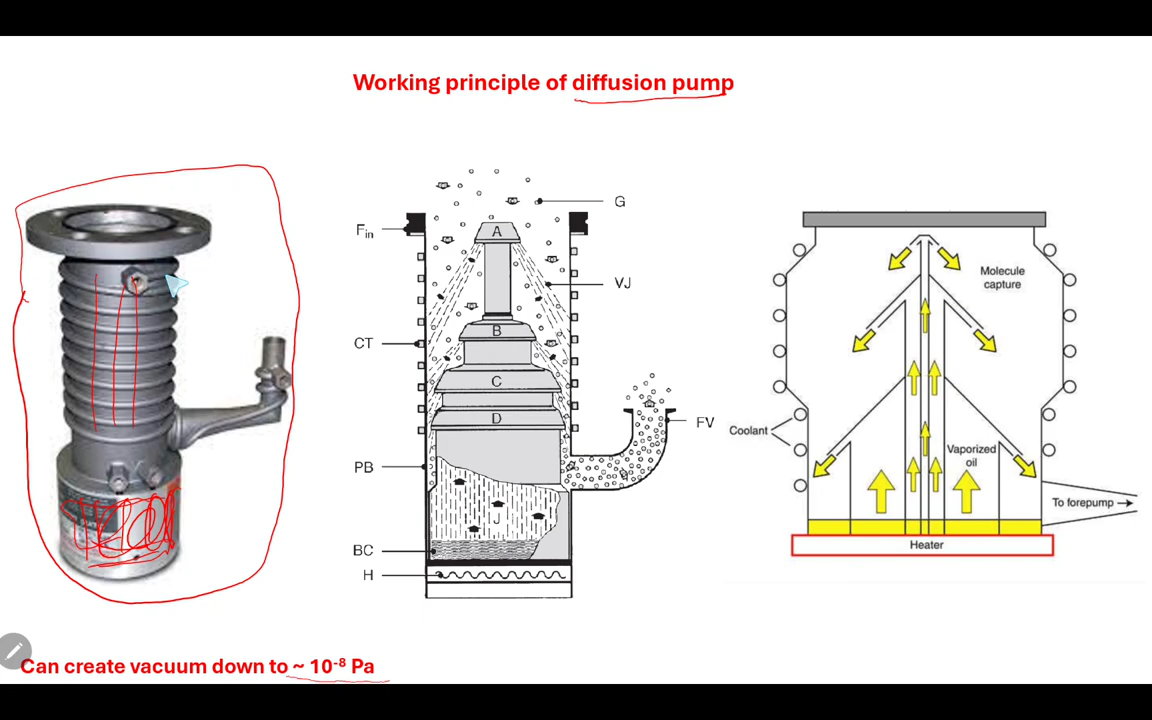 Working principle of diffusion pump
G
Fin
A
VJ
CT
B
C
D
FV
PB
J
BC
H
Molecule
capture
Coolant
Vaporized
oil
To forepump
Heater
Can create vacuum down to ~ 10-8 Pa